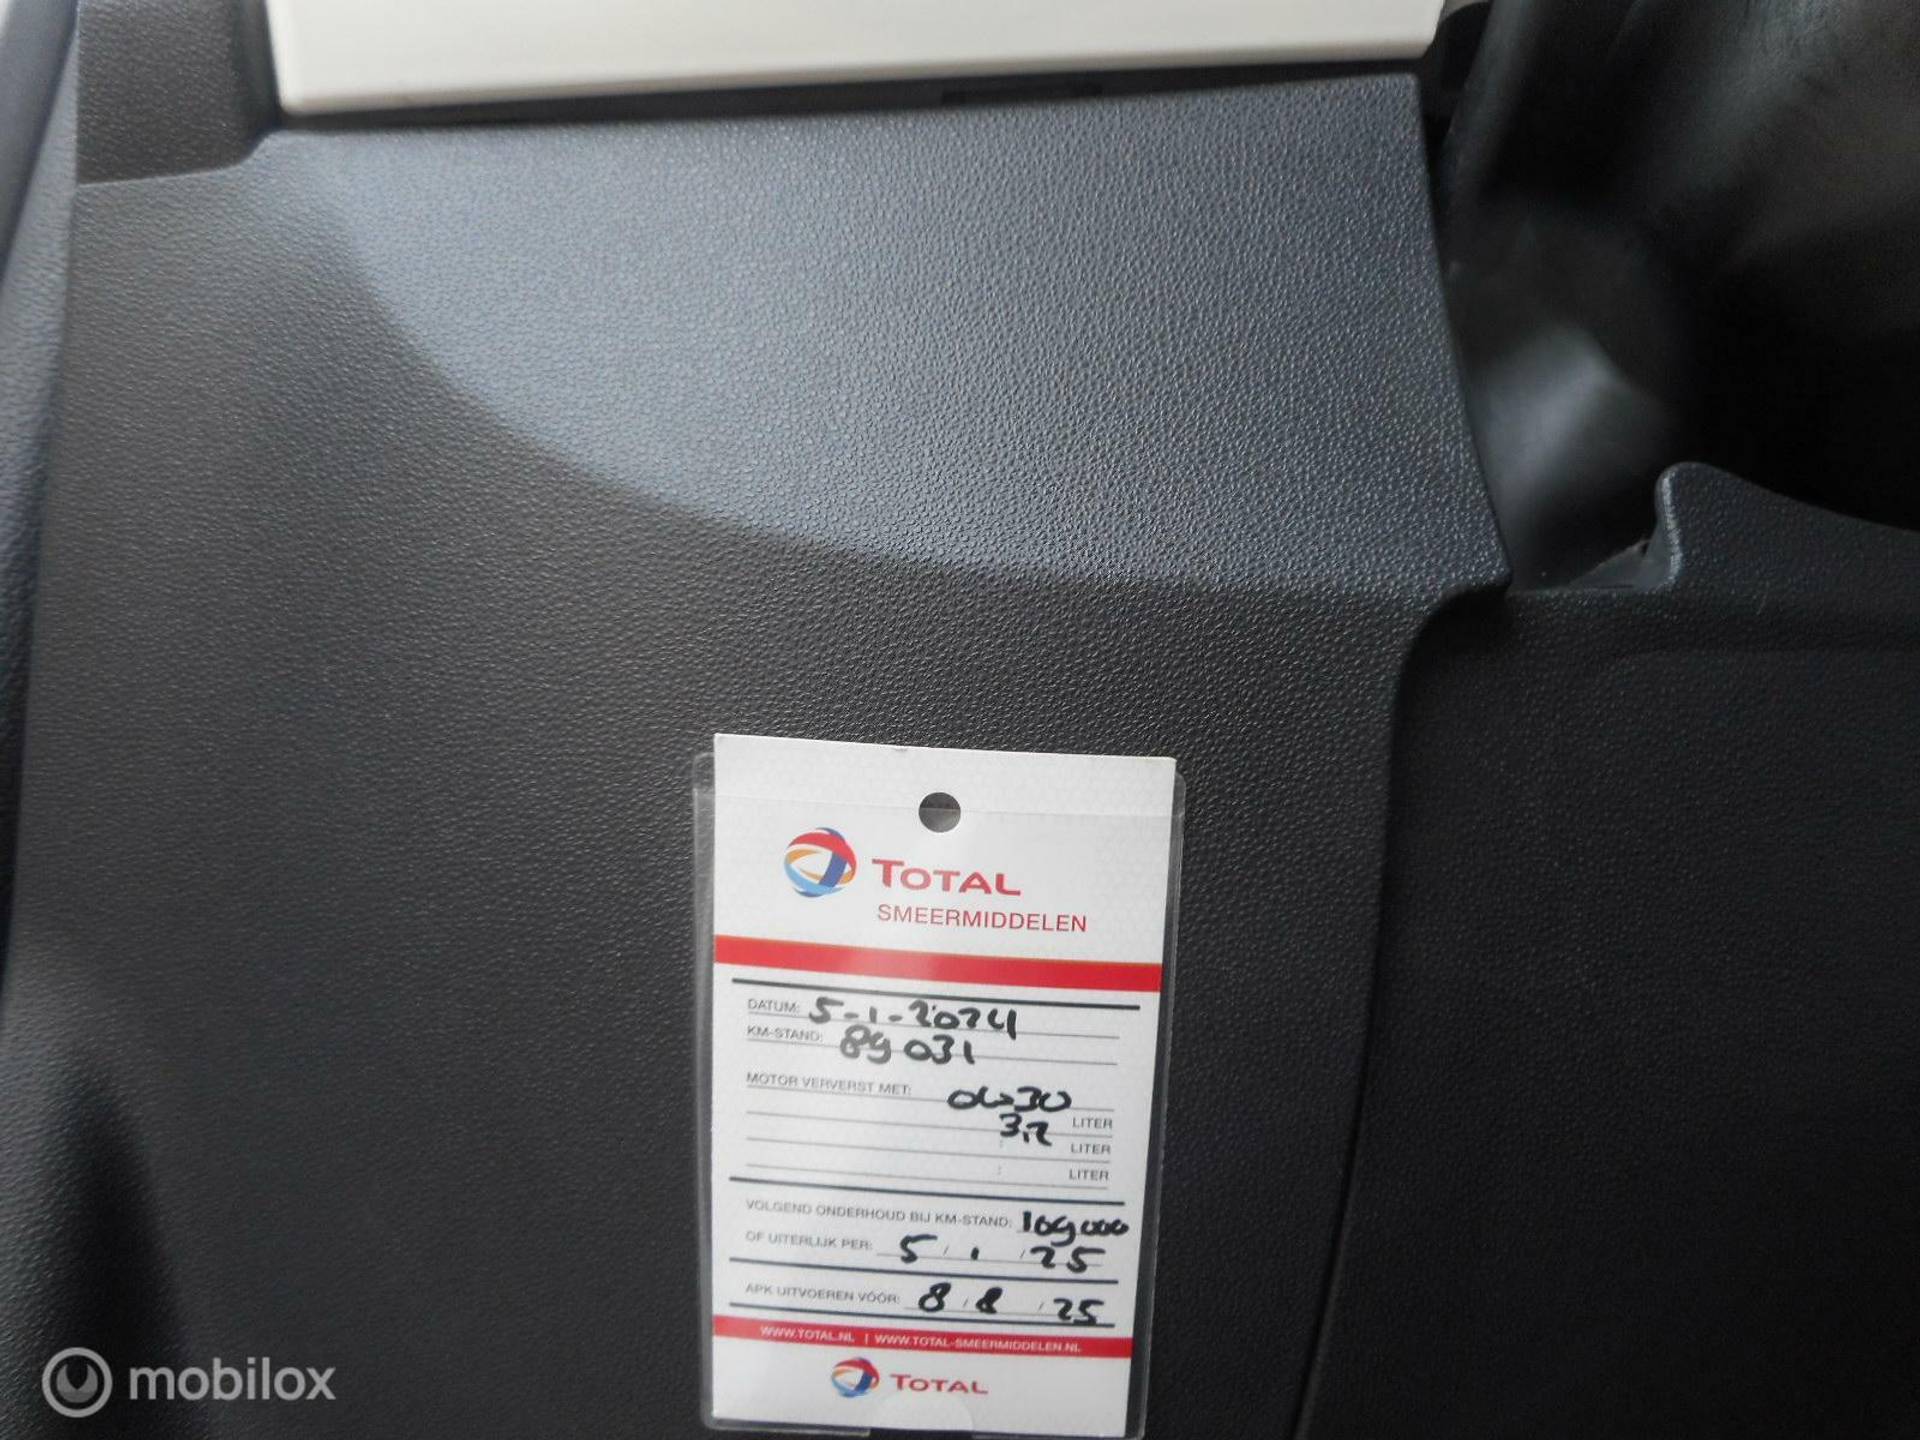 TOTAL
SMEERMIDDELEN
DATUM: 5-1-2024
KM-STAND: 89031
MOTOR VERVERST MET: 0W30
3,2 LITER
: LITER
: LITER
VOLGEND ONDERHOUD BIJ KM-STAND: 109000
OF UITERLIJK PER: 5 / 1 / 25
APK UITVOEREN VÓÓR: 8 / 8 / 25
WWW.TOTAL.NL | WWW.TOTAL-SMEERMIDDELEN.NL
TOTAL
mobilox